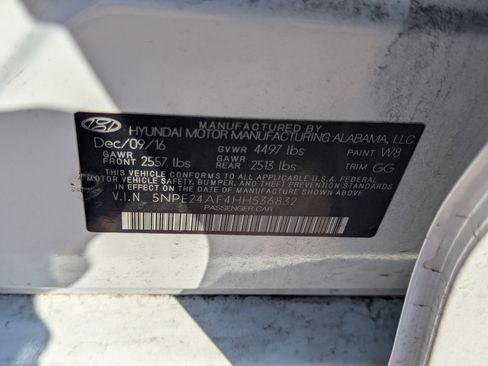 MANUFACTURED BY
HYUNDAI MOTOR MANUFACTURING ALABAMA, LLC
Dec/09/16 GVWR 4497 lbs PAINT W8
GAWR FRONT 2557 lbs GAWR REAR 2513 lbs TRIM GG
THIS VEHICLE CONFORMS TO ALL APPLICABLE U.S.A. FEDERAL
MOTOR VEHICLE SAFETY, BUMPER, AND THEFT PREVENTION STANDARDS
IN EFFECT ON THE DATE OF MANUFACTURE SHOWN ABOVE.
V.I.N 5NPE24AF4HH536832
PASSENGER CAR